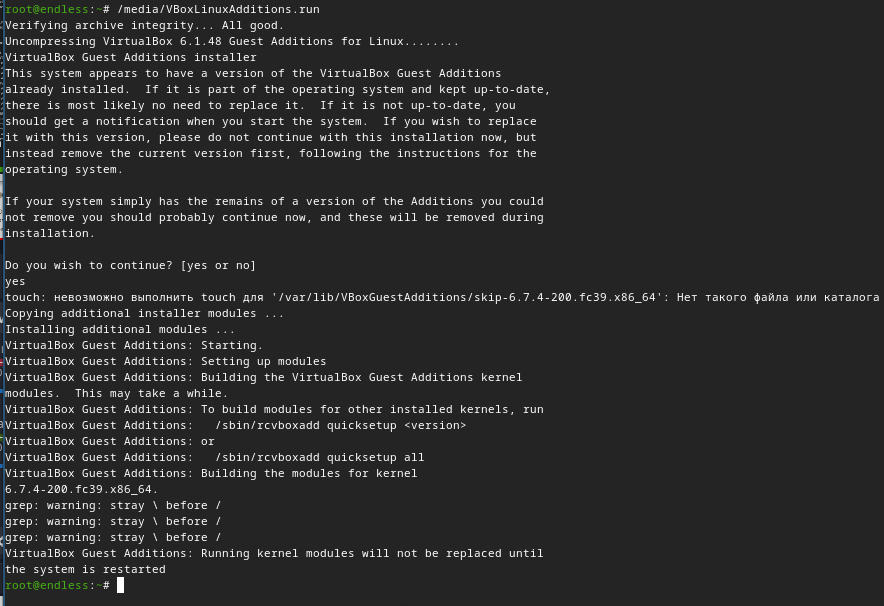 root@endless:~# /media/VBoxLinuxAdditions.run
Verifying archive integrity... All good.
Uncompressing VirtualBox 6.1.48 Guest Additions for Linux........
VirtualBox Guest Additions installer
This system appears to have a version of the VirtualBox Guest Additions
already installed.  If it is part of the operating system and kept up-to-date,
there is most likely no need to replace it.  If it is not up-to-date, you
should get a notification when you start the system.  If you wish to replace
it with this version, please do not continue with this installation now, but
instead remove the current version first, following the instructions for the
operating system.

If your system simply has the remains of a version of the Additions you could
not remove you should probably continue now, and these will be removed during
installation.

Do you wish to continue? [yes or no]
yes
touch: невозможно выполнить touch для '/var/lib/VBoxGuestAdditions/skip-6.7.4-200.fc39.x86_64': Нет такого файла или каталога
Copying additional installer modules ...
Installing additional modules ...
VirtualBox Guest Additions: Starting.
VirtualBox Guest Additions: Setting up modules
VirtualBox Guest Additions: Building the VirtualBox Guest Additions kernel
modules.  This may take a while.
VirtualBox Guest Additions: To build modules for other installed kernels, run
VirtualBox Guest Additions:   /sbin/rcvboxadd quicksetup <version>
VirtualBox Guest Additions: or
VirtualBox Guest Additions:   /sbin/rcvboxadd quicksetup all
VirtualBox Guest Additions: Building the modules for kernel
6.7.4-200.fc39.x86_64.
grep: warning: stray \ before /
grep: warning: stray \ before /
grep: warning: stray \ before /
VirtualBox Guest Additions: Running kernel modules will not be replaced until
the system is restarted
root@endless:~#